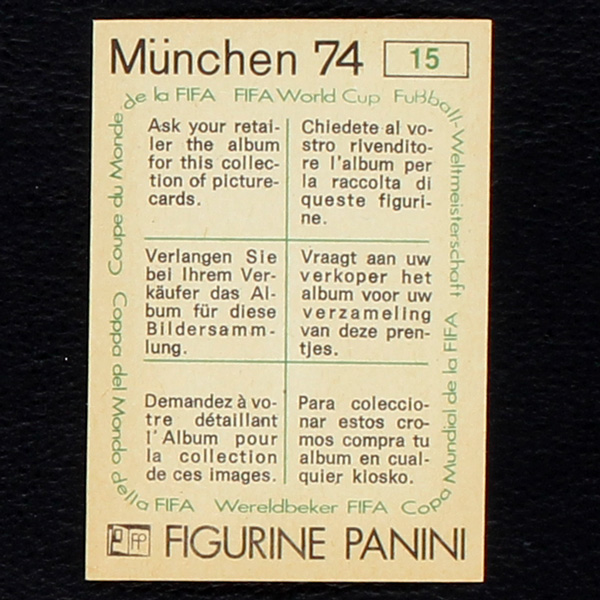 München 74
15
de la FIFA FIFA World Cup Fußball-Weltmeisterschaft
Ask your retai-
ler the album
for this collec-
tion of picture-
cards.
Chiedete al vo-
stro rivendito-
re l'album per
la raccolta di
queste figuri-
ne.
Verlangen Sie
bei Ihrem Ver-
käufer das Al-
bum für diese
Bildersamm-
lung.
Vraagt aan uw
verkoper het
album voor uw
verzameling
van deze pren-
tjes.
Demandez à vo-
tre détaillant
l'Album pour
la collection
de ces images.
Para coleccio-
nar estos cro-
mos compra tu
album en cual-
quier kiosko.
Coupe du Monde
Coppa del Mondo della FIFA
Wereldbeker FIFA
Copa Mundial de la FIFA
FP FIGURINE PANINI